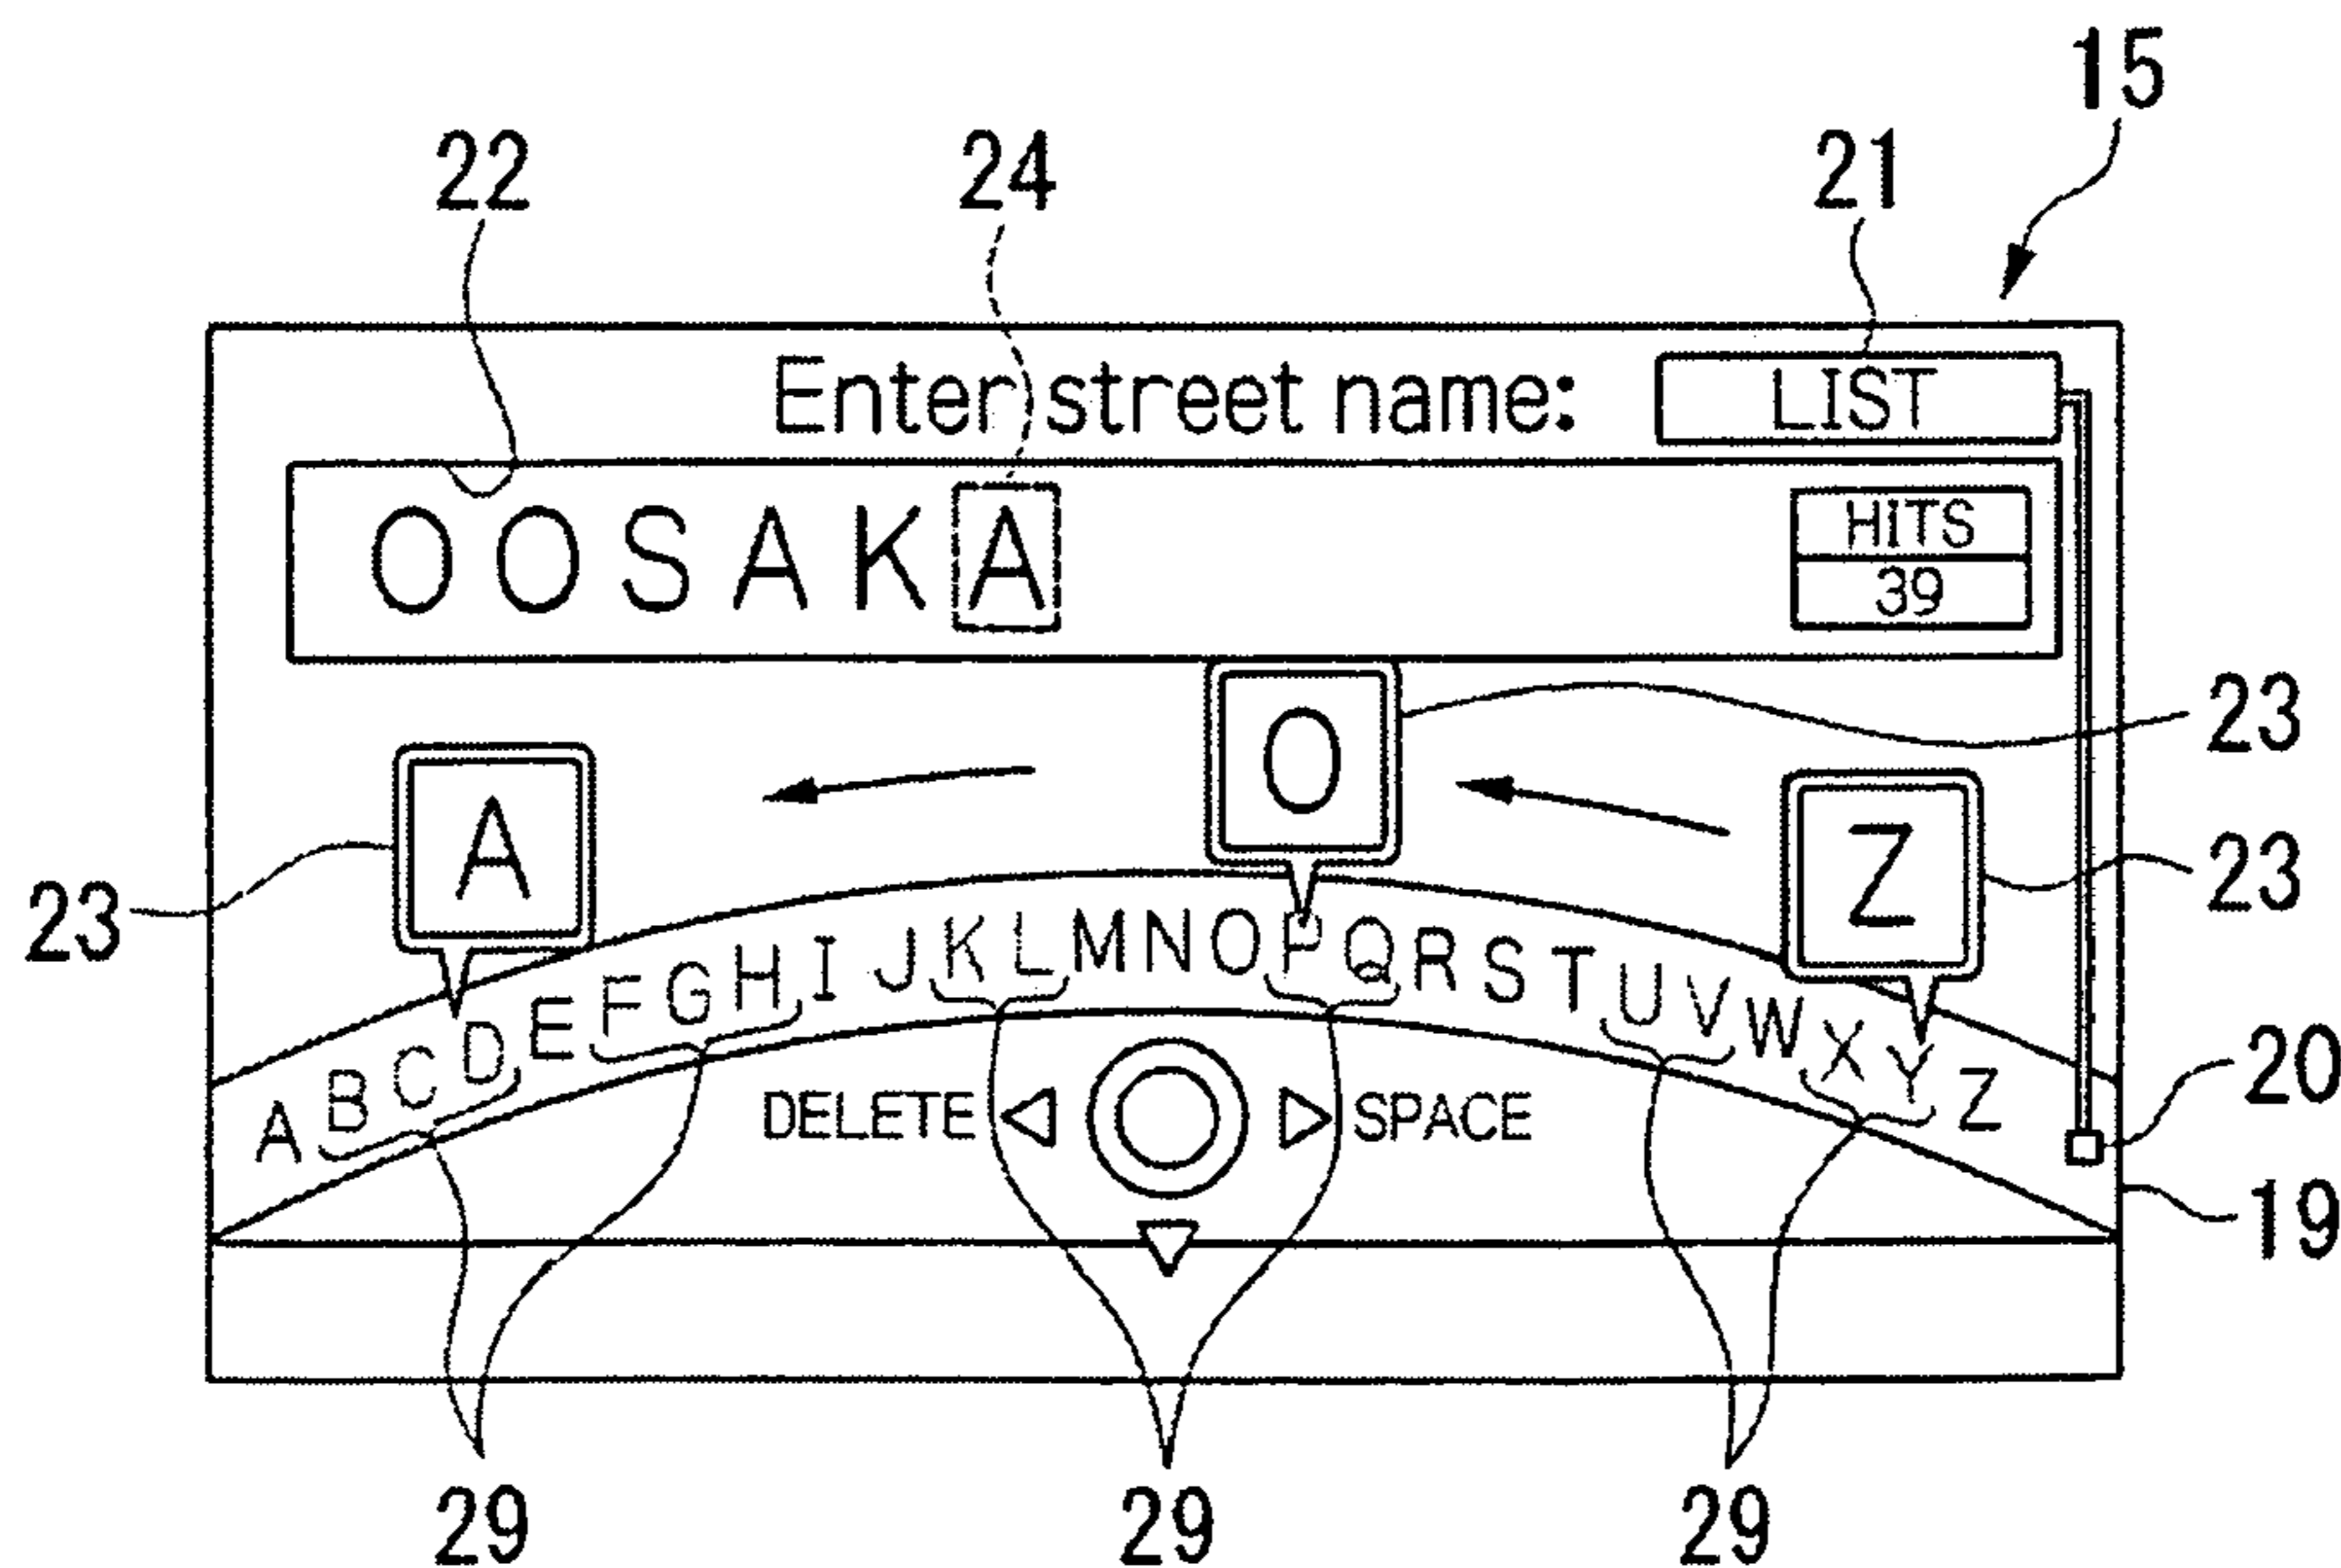 15
22 24 21
Enter street name: LIST
OOSAKA HITS
39
O 23
A Z
23 23
A B C D E F G H I J K L M N O P Q R S T U V W X Y Z
DELETE SPACE 20
19
29 29 29